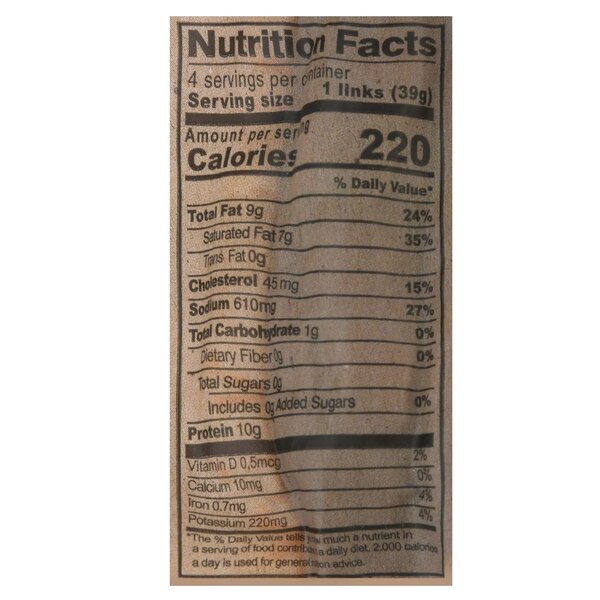 Nutrition Facts
4 servings per container
Serving size 1 links (39g)
Amount per serving
Calories 220
% Daily Value*
Total Fat 9g 24%
Saturated Fat 7g 35%
Trans Fat 0g
Cholesterol 45mg 15%
Sodium 610mg 27%
Total Carbohydrate 1g 0%
Dietary Fiber 0g 0%
Total Sugars 0g
Includes 0g Added Sugars 0%
Protein 10g
Vitamin D 0.5mcg 2%
Calcium 10mg 0%
Iron 0.7mg 4%
Potassium 220mg 4%
*The % Daily Value tells you how much a nutrient in
a serving of food contributes to a daily diet. 2,000 calories
a day is used for general nutrition advice.